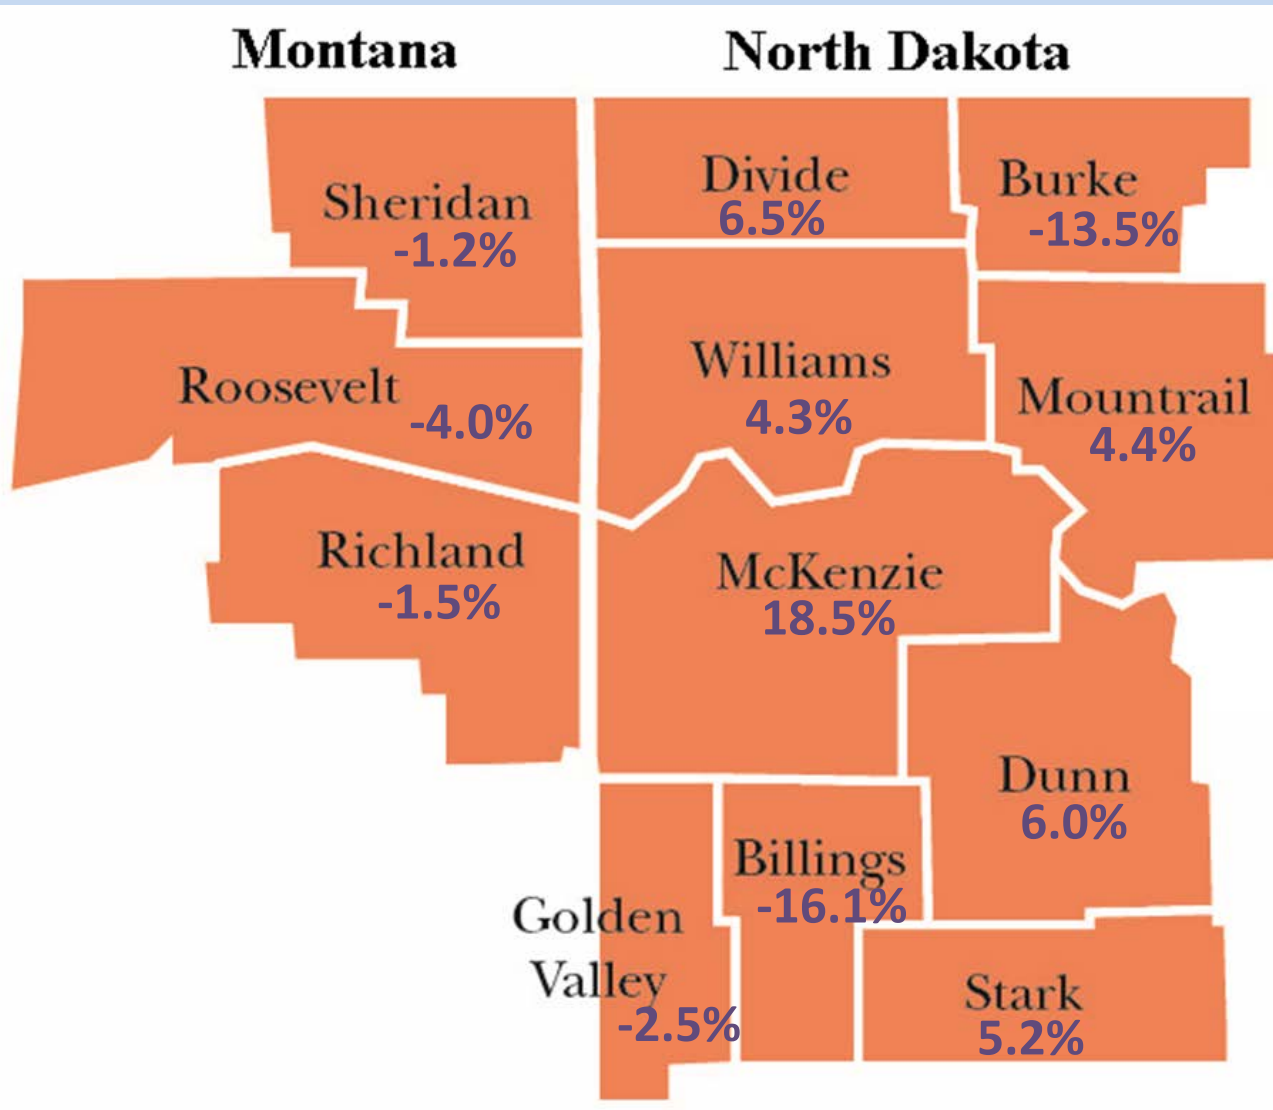 Montana
North Dakota
Sheridan
-1.2%
Divide
6.5%
Burke
-13.5%
Roosevelt
-4.0%
Williams
4.3%
Mountrail
4.4%
Richland
-1.5%
McKenzie
18.5%
Dunn
6.0%
Billings
-16.1%
Golden
Valley
-2.5%
Stark
5.2%